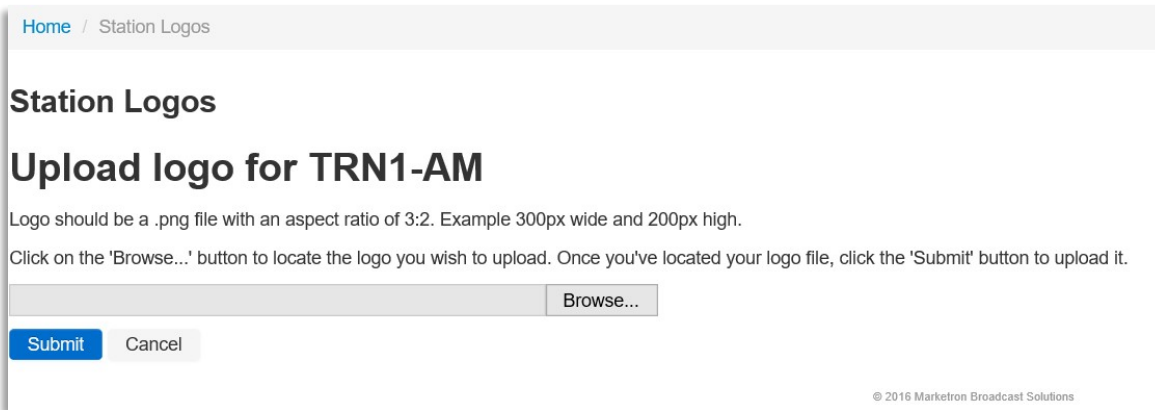 Home / Station Logos
Station Logos
Upload logo for TRN1-AM
Logo should be a .png file with an aspect ratio of 3:2. Example 300px wide and 200px high.
Click on the 'Browse...' button to locate the logo you wish to upload. Once you've located your logo file, click the 'Submit' button to upload it.
Browse...
Submit Cancel
© 2016 Marketron Broadcast Solutions